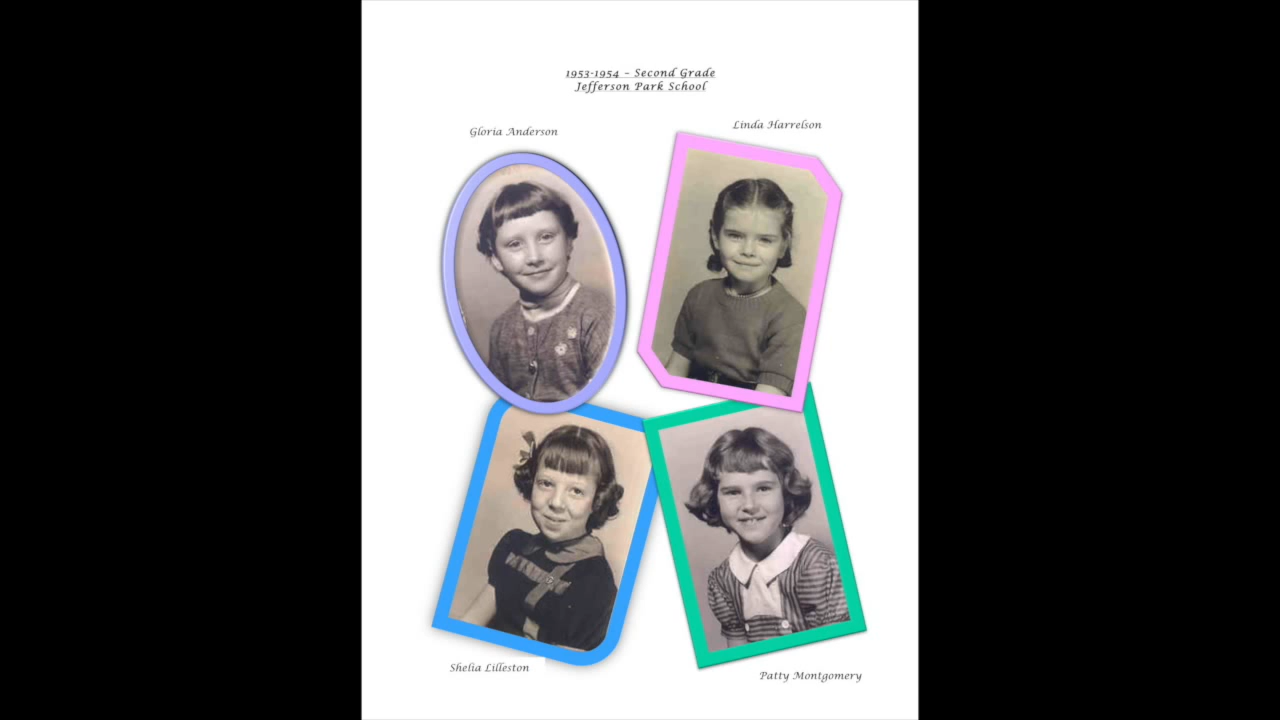 1953-1954 – Second Grade
Jefferson Park School
Gloria Anderson
Linda Harrelson
Shelia Lilleston
Patty Montgomery